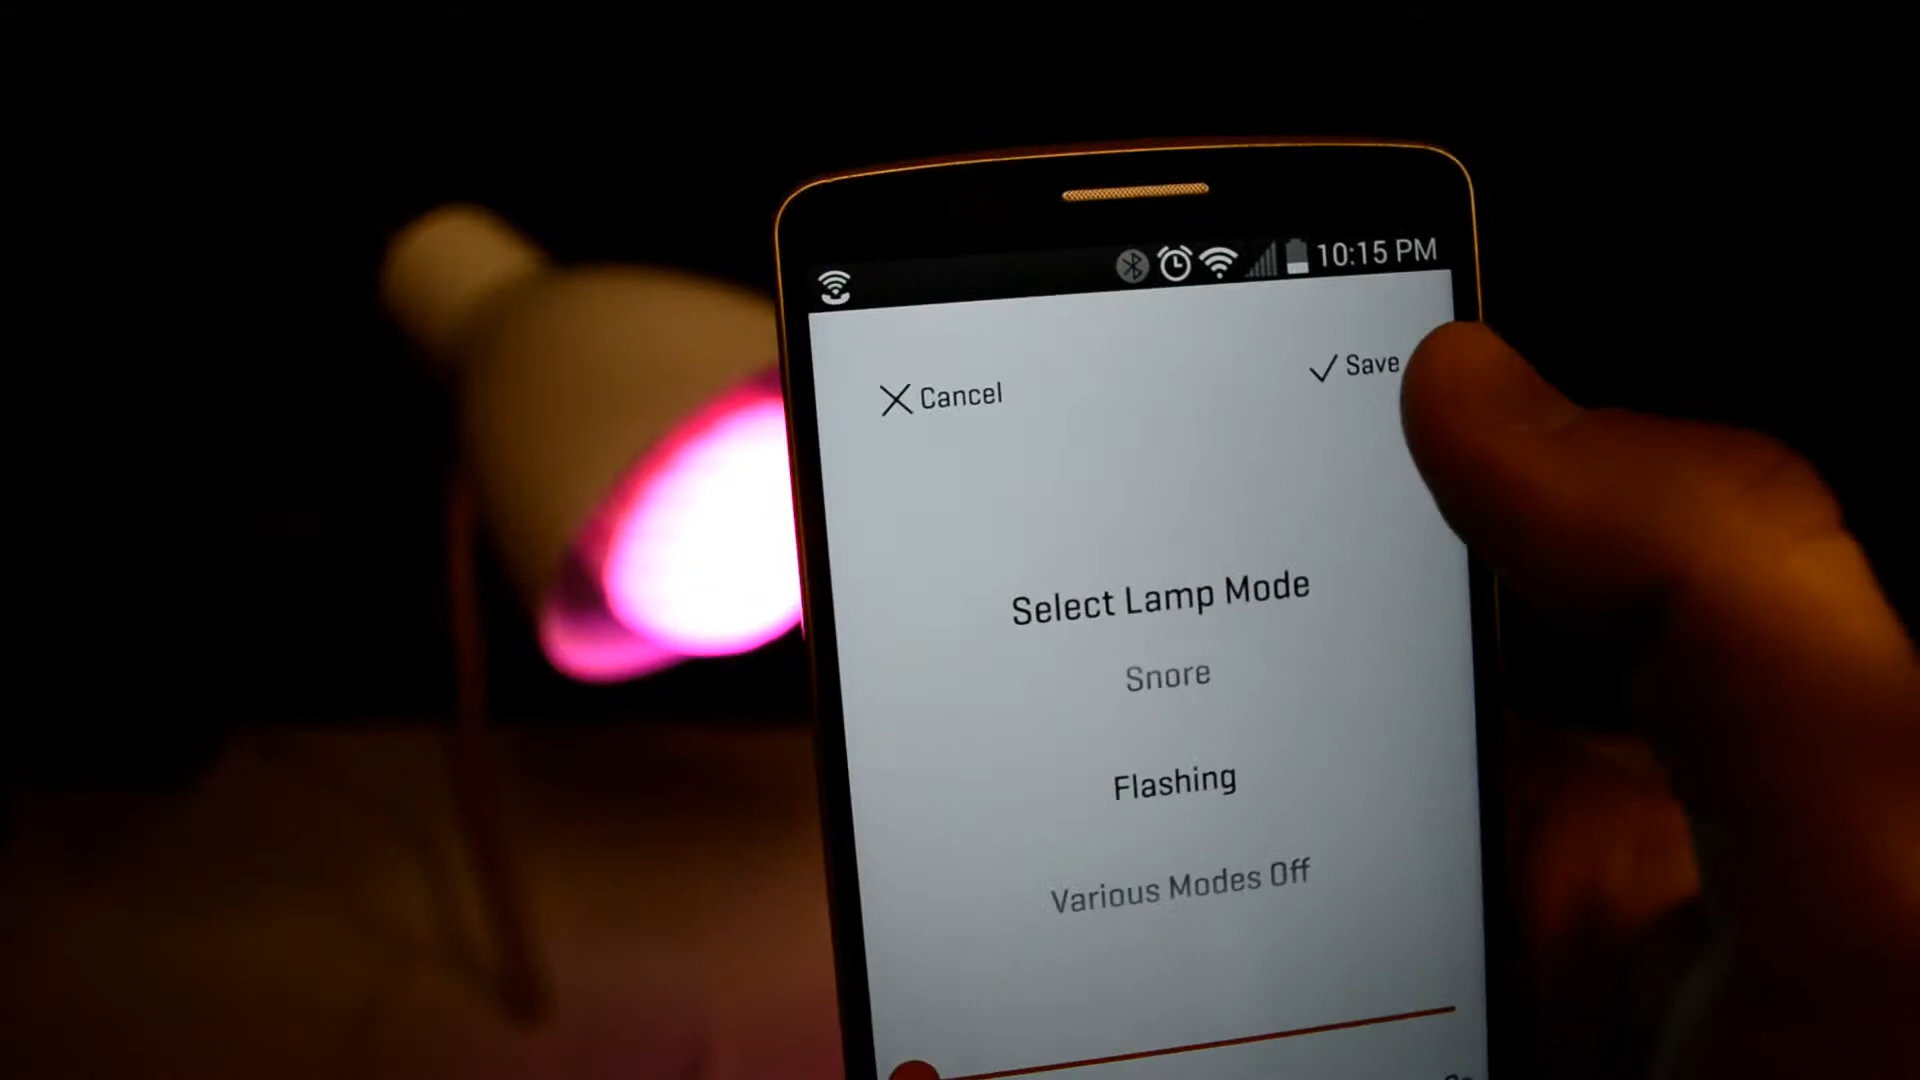 10:15 PM
Cancel
Save
Select Lamp Mode
Snore
Flashing
Various Modes Off